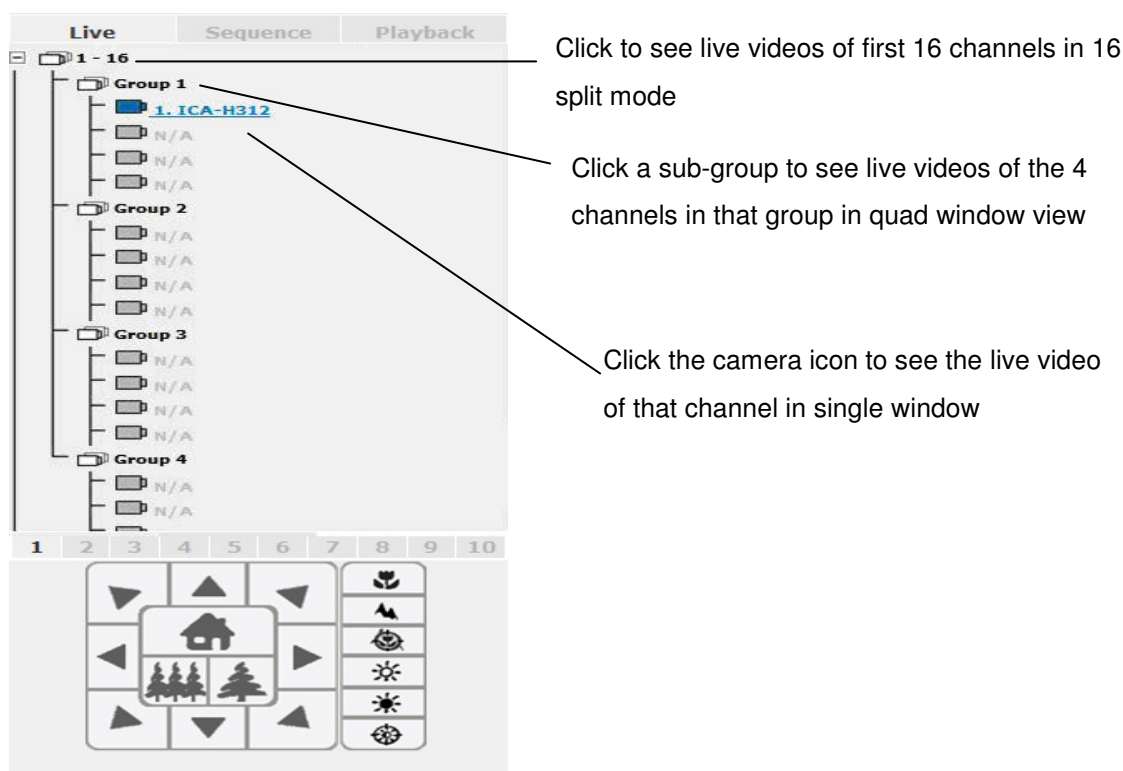 Live Sequence Playback
1 - 16
Group 1
1. ICA-H312
N/A
N/A
N/A
Group 2
N/A
N/A
N/A
N/A
Group 3
N/A
N/A
N/A
N/A
Group 4
N/A
N/A
1 2 3 4 5 6 7 8 9 10
Click to see live videos of first 16 channels in 16
split mode
Click a sub-group to see live videos of the 4
channels in that group in quad window view
Click the camera icon to see the live video
of that channel in single window